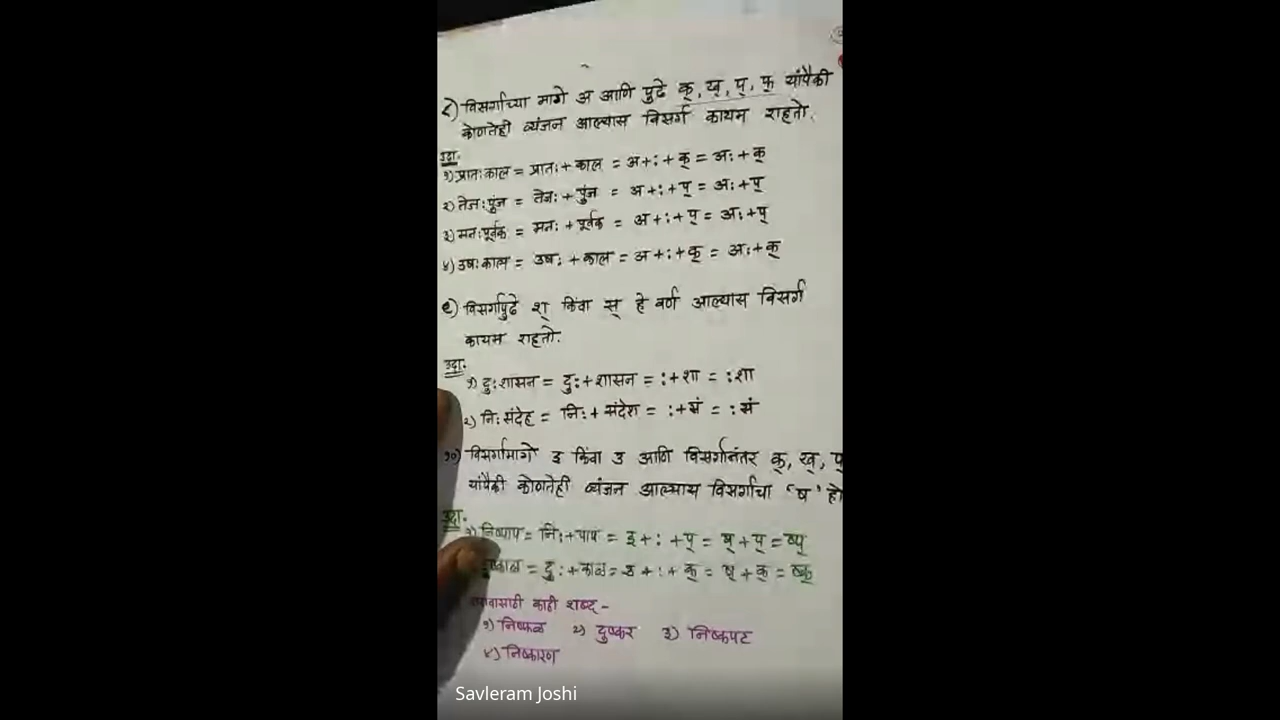 ८) विसर्गाच्या मागे अ आणि पुढे क्, ख्, प्, फ् यांपैकी
कोणतेही व्यंजन आल्यास विसर्ग कायम राहतो.
उदा.
१) प्रातःकाल = प्रातः + काल = अ + : + क् = अः + क्
२) तेजःपुंज = तेजः + पुंज = अ + : + प् = अः + प्
३) मनःपूर्वक = मनः + पूर्वक = अ + : + प् = अः + प्
४) उषःकाल = उषः + काल = अ + : + क् = अः + क्
९) विसर्गापुढे श् किंवा स् हे वर्ण आल्यास विसर्ग
कायम राहतो.
उदा.
१) दुःशासन = दुः + शासन = : + शा = :शा
२) निःसंदेह = निः + संदेश = : + सं = :सं
१०) विसर्गामागे इ किंवा उ आणि विसर्गानंतर क्, ख्, प्
यांपैकी कोणतेही व्यंजन आल्यास विसर्गाचा 'ष' हो
उदा.
१) निष्पाप = निः + पाप = इ + : + प् = ष् + प् = ष्प्
दुष्काळ = दुः + काळ = उ + : + क् = ष् + क् = ष्क्
काही शब्द -
१) निष्फळ २) दुष्कर ३) निष्कपट
४) निष्कारण
Savleram Joshi